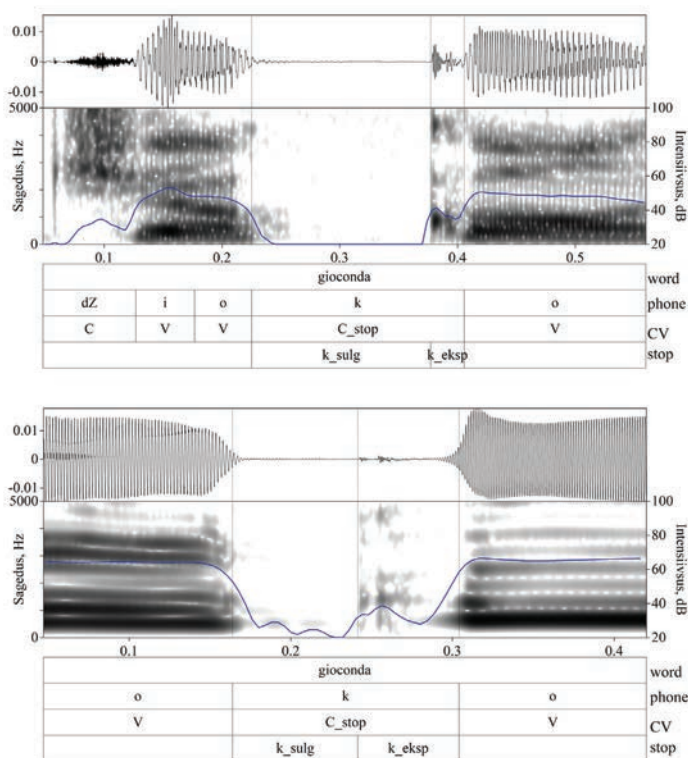 0.01
0
-0.01
5000
100
80
60
40
20
Sagedus, Hz
Intensiivsus, dB
0
0.1 0.2 0.3 0.4 0.5
gioconda word
dZ i o k o phone
C V V C_stop V CV
k_sulg k_eksp stop
0.01
0
-0.01
5000
100
80
60
40
20
Sagedus, Hz
Intensiivsus, dB
0
0.1 0.2 0.3 0.4
gioconda word
o k o phone
V C_stop V CV
k_sulg k_eksp stop